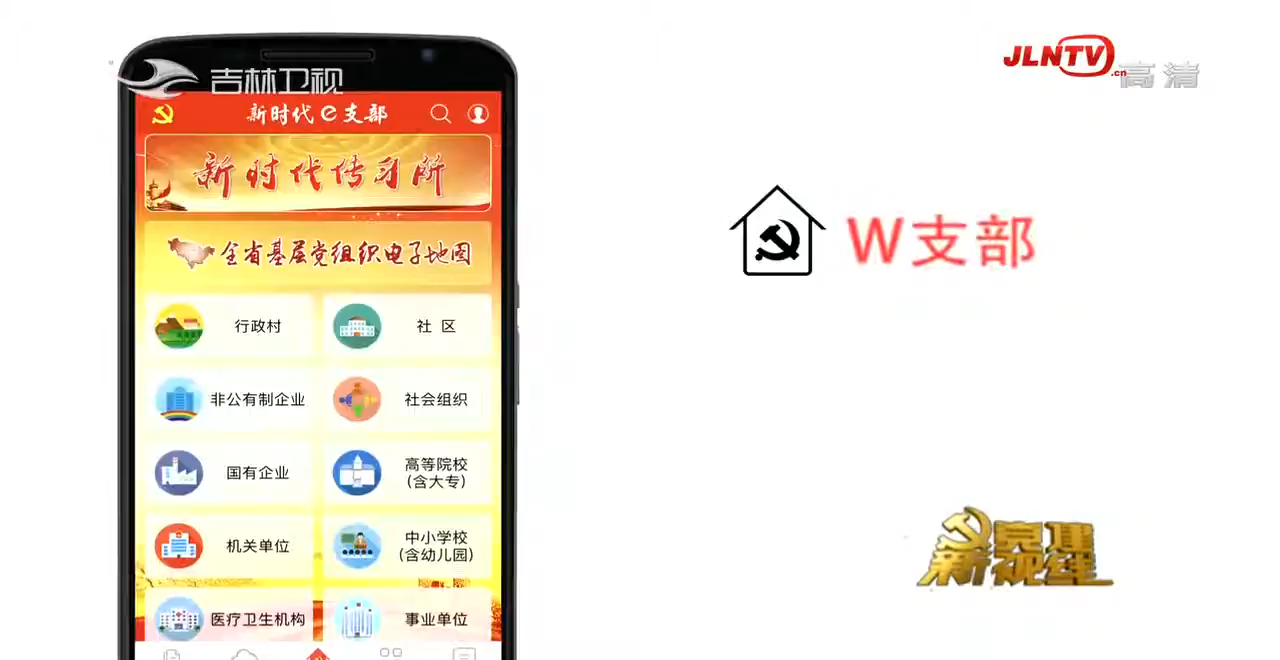 吉林卫视
JLNTV
.cn
高清
新时代e支部
新时代传习所
全省基层党组织电子地图
行政村
社 区
非公有制企业
社会组织
国有企业
高等院校
(含大专)
机关单位
中小学校
(含幼儿园)
医疗卫生机构
事业单位
W支部
党建
新视线